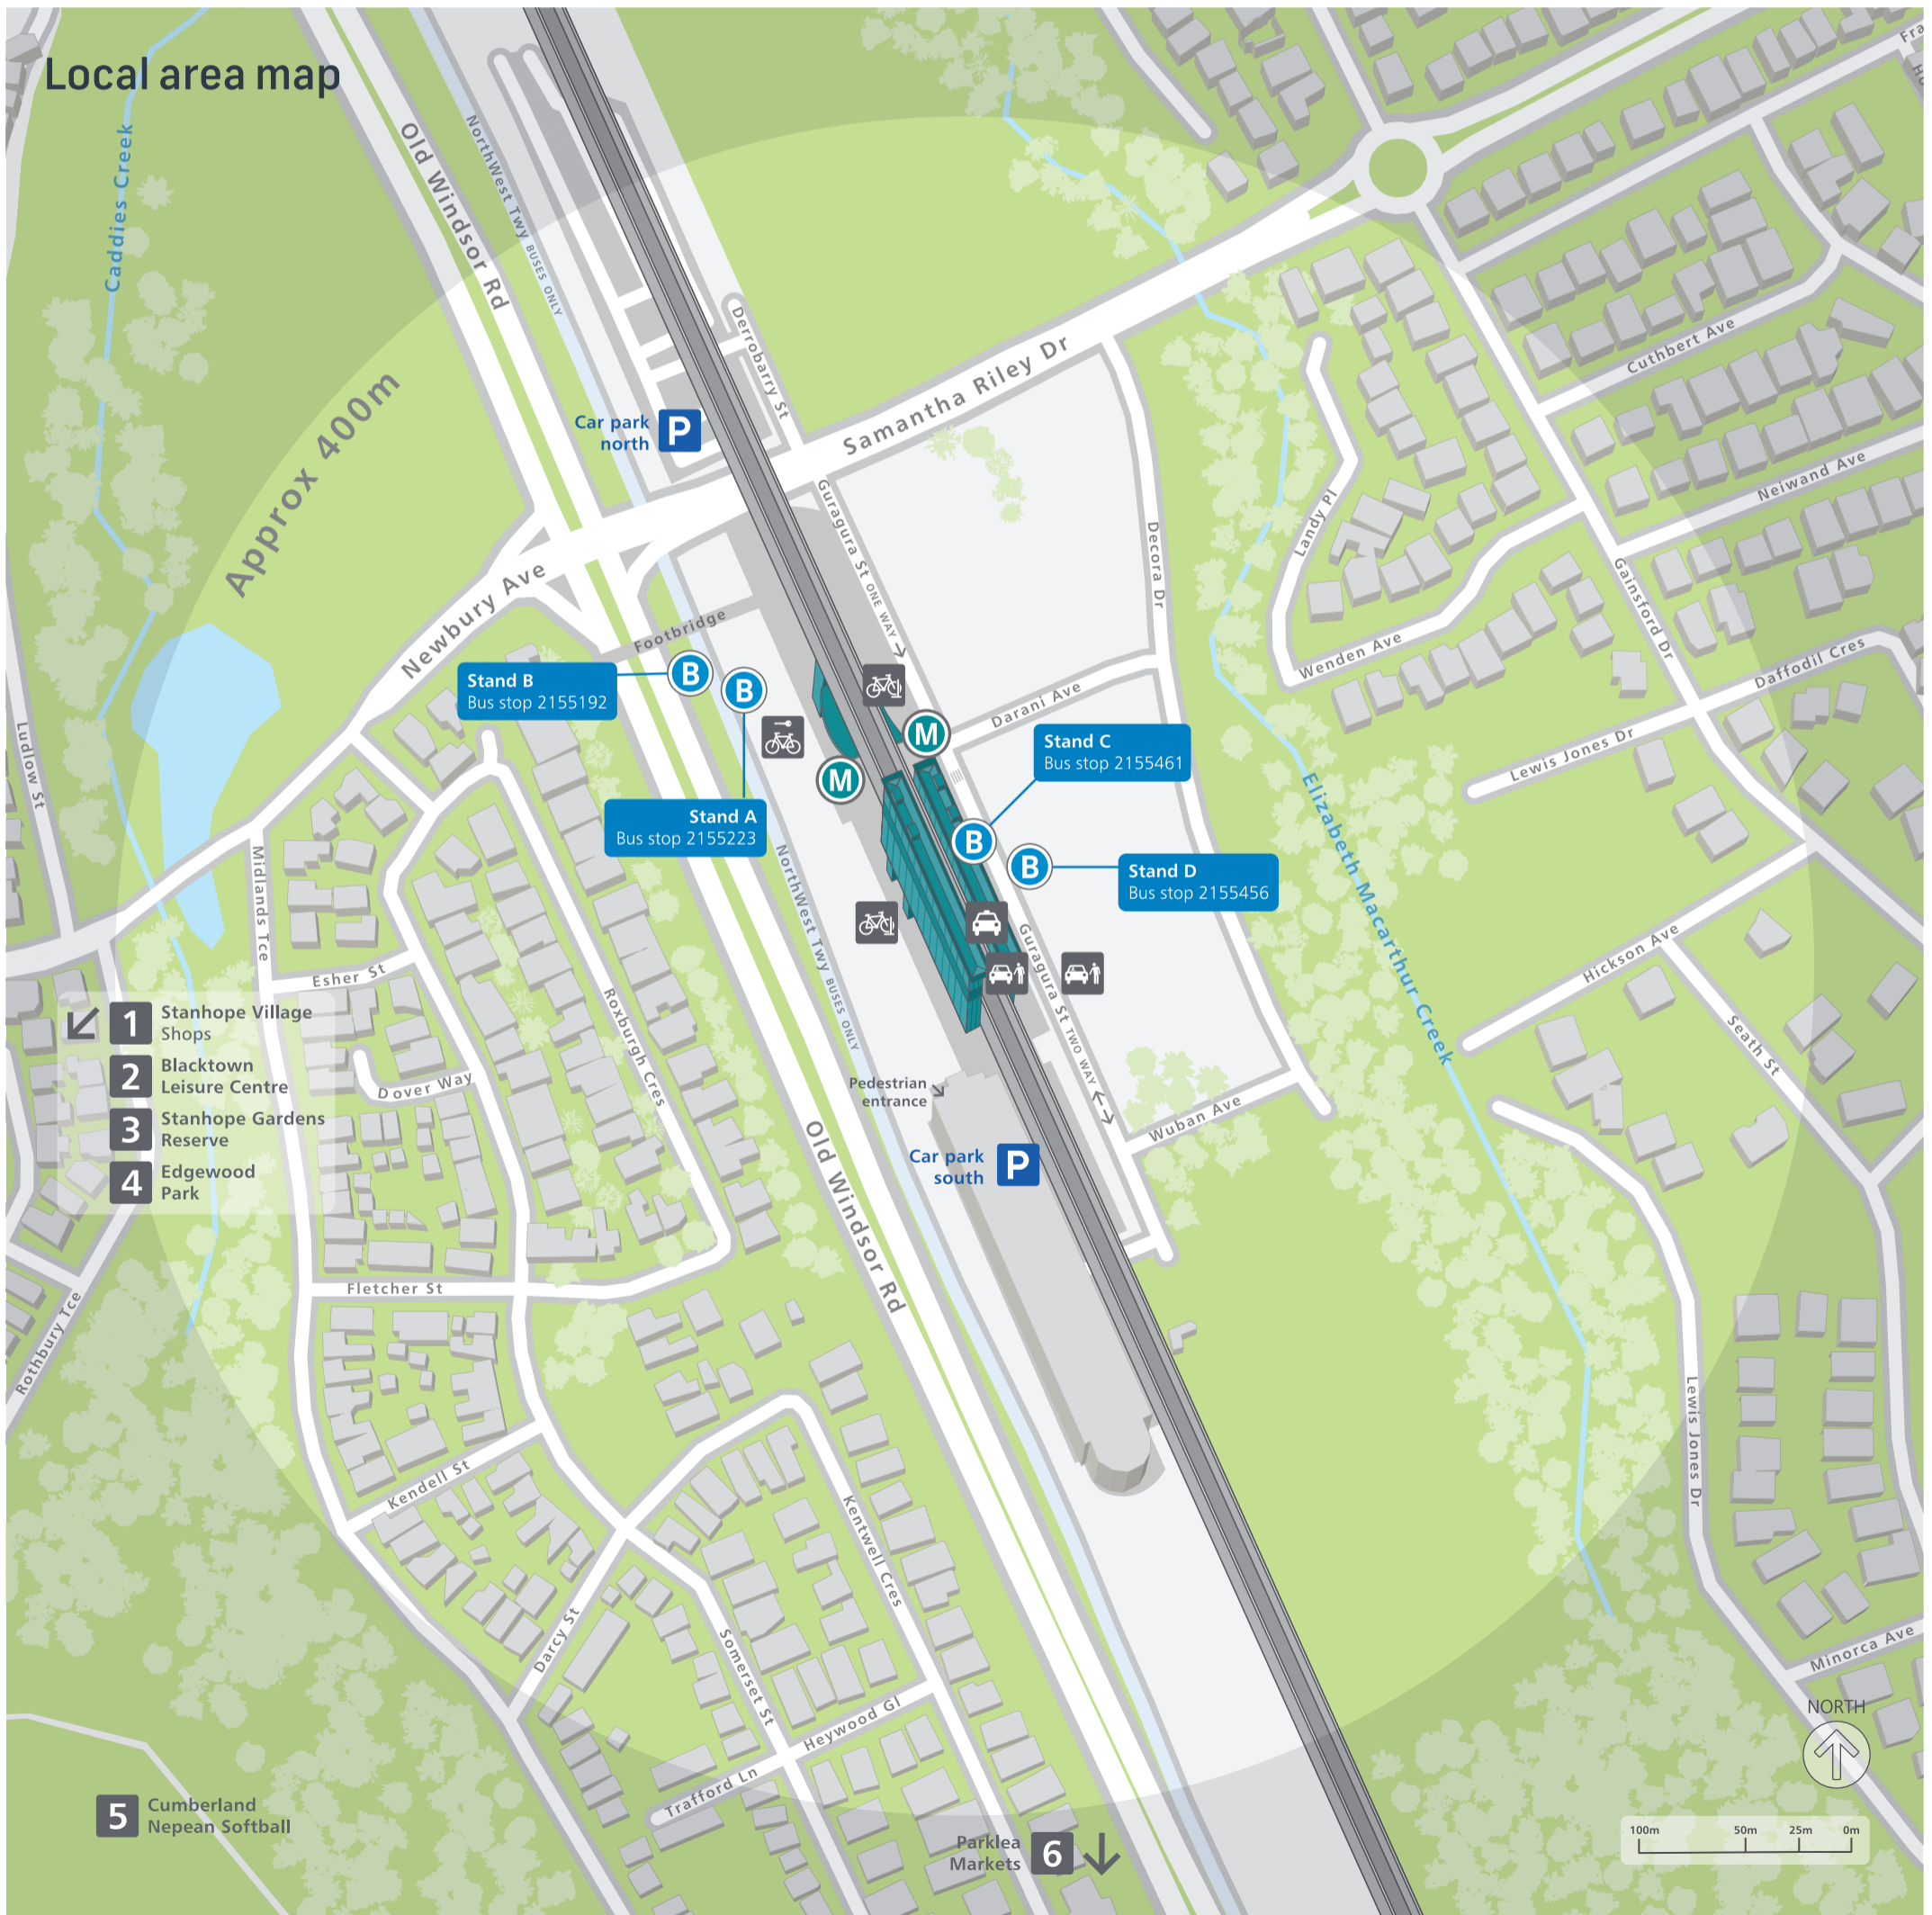 Local area map
Fra
Caddies Creek
Old Windsor Rd
NorthWest Twy BUSES ONLY
Derrobarry St
Cuthbert Ave
Samantha Riley Dr
Approx 400m
Car park
north
P
Neiwand Ave
Guragura St ONE WAY
Landy Pl
Decora Dr
Newbury Ave
Gainsford Dr
Footbridge
Wenden Ave
Daffodil Cres
Stand B
Bus stop 2155192
B
B
Darani Ave
M
M
Stand C
Bus stop 2155461
Lewis Jones Dr
Ludlow St
Stand A
Bus stop 2155223
B
B
Stand D
Bus stop 2155456
Elizabeth Macarthur Creek
Midlands Tce
NorthWest Twy BUSES ONLY
Hickson Ave
Esher St
Roxburgh Cres
Guragura St TWO WAY
Seath St
1
Stanhope Village
Shops
2
Blacktown
Leisure Centre
3
Stanhope Gardens
Reserve
4
Edgewood
Park
Dover Way
Pedestrian
entrance
Wuban Ave
Car park
south
P
Old Windsor Rd
Fletcher St
Rothbury Tce
Lewis Jones Dr
Kendell St
Kentwell Cres
Darcy St
Somerset St
Minorca Ave
Heywood Gl
NORTH
Trafford Ln
5
Cumberland
Nepean Softball
Parklea
Markets
6
100m 50m 25m 0m